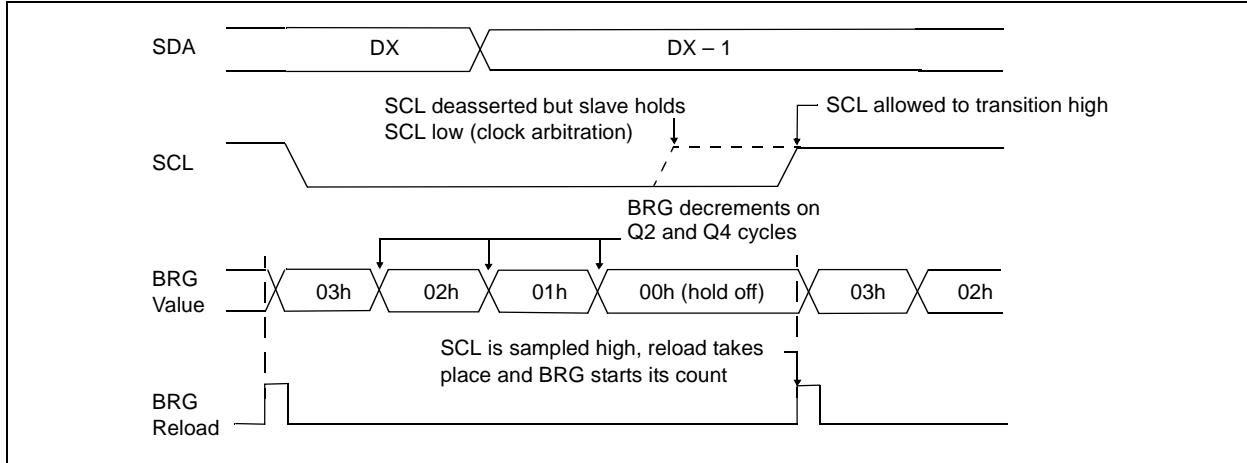 SDA
DX
DX – 1
SCL deasserted but slave holds
SCL low (clock arbitration)
SCL allowed to transition high
SCL
BRG decrements on
Q2 and Q4 cycles
BRG
Value
03h
02h
01h
00h (hold off)
03h
02h
SCL is sampled high, reload takes
place and BRG starts its count
BRG
Reload